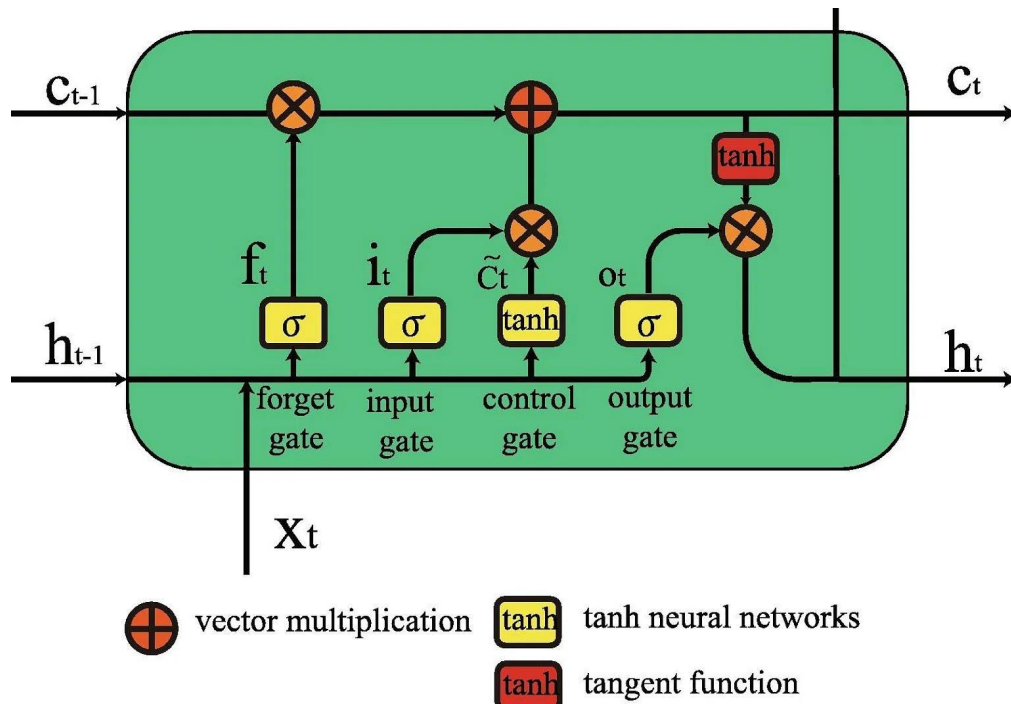 cₜ₋₁
cₜ
tanh
fₜ
iₜ
c̃ₜ
oₜ
σ
σ
tanh
σ
hₜ₋₁
hₜ
forget gate
input gate
control gate
output gate
xₜ
vector multiplication
tanh
tanh neural networks
tanh
tangent function